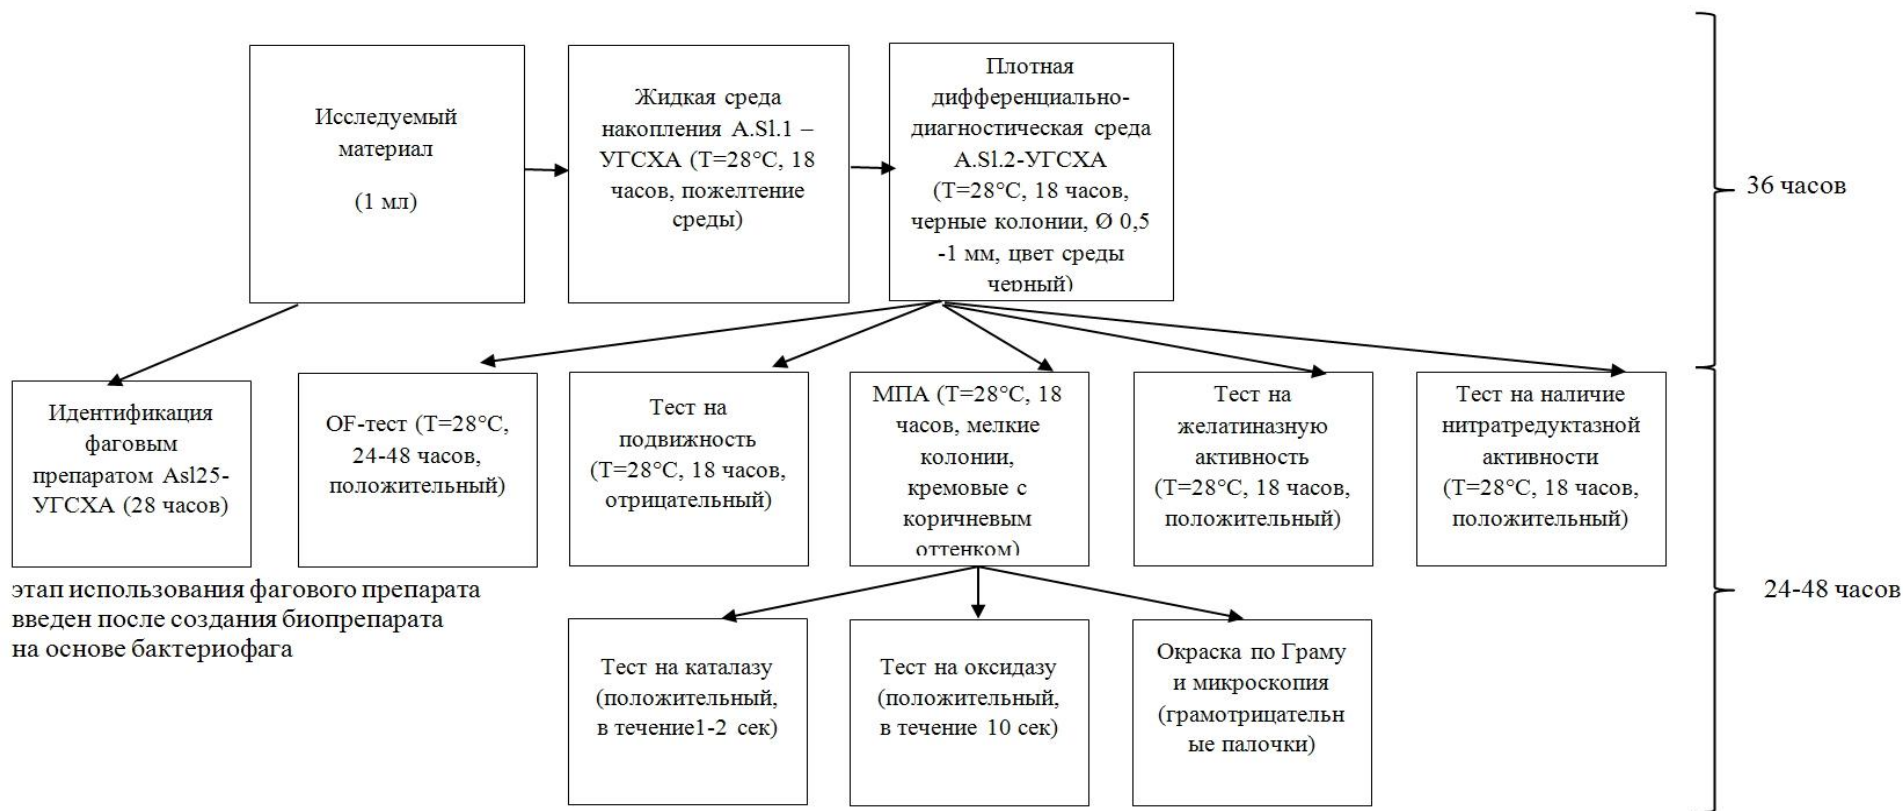 Исследуемый
материал
(1 мл)
Жидкая среда
накопления A.Sl.1 –
УГСХА (T=28°C, 18
часов, пожелтение
среды)
Плотная
дифференциально-
диагностическая среда
A.Sl.2-УГСХА
(T=28°C, 18 часов,
черные колонии, Ø 0,5
-1 мм, цвет среды
черный)
36 часов
Идентификация
фаговым
препаратом Asl25-
УГСХА (28 часов)
OF-тест (T=28°C,
24-48 часов,
положительный)
Тест на
подвижность
(T=28°C, 18 часов,
отрицательный)
МПА (T=28°C, 18
часов, мелкие
колонии,
кремовые с
коричневым
оттенком)
Тест на
желатиназную
активность
(T=28°C, 18 часов,
положительный)
Тест на наличие
нитратредуктазной
активности
(T=28°C, 18 часов,
положительный)
этап использования фагового препарата
введен после создания биопрепарата
на основе бактериофага
24-48 часов
Тест на каталазу
(положительный,
в течение1-2 сек)
Тест на оксидазу
(положительный,
в течение 10 сек)
Окраска по Граму
и микроскопия
(грамотрицательн
ые палочки)